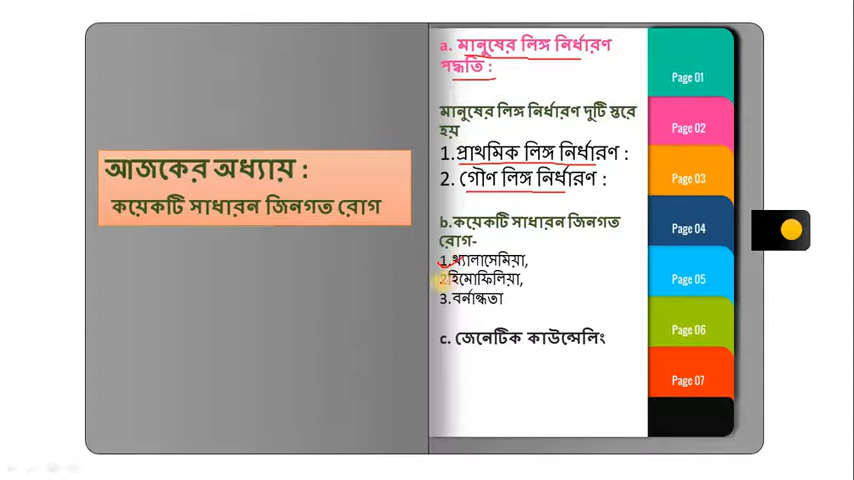 আজকের অধ্যায় :
কয়েকটি সাধারন জিনগত রোগ
a. মানুষের লিঙ্গ নির্ধারণ
পদ্ধতি :
মানুষের লিঙ্গ নির্ধারণ দুটি স্তরে
হয়
1.প্রাথমিক লিঙ্গ নির্ধারণ :
2. গৌণ লিঙ্গ নির্ধারণ :
b.কয়েকটি সাধারন জিনগত
রোগ-
1.থ্যালাসেমিয়া,
2হিমোফিলিয়া,
3.বর্নান্ধতা
c. জেনেটিক কাউন্সেলিং
Page 01
Page 02
Page 03
Page 04
Page 05
Page 06
Page 07